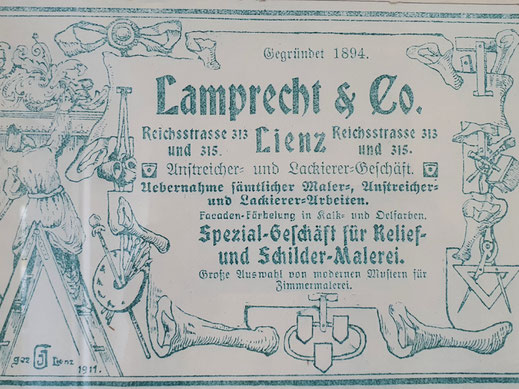 Gegründet 1894.
Lamprecht & Co.
Reichsstrasse 313 und 315.
Lienz
Reichsstrasse 313 und 315.
Anstreicher- und Lackierer-Geschäft.
Uebernahme sämtlicher Maler-, Anstreicher-
und Lackierer-Arbeiten.
Facaden-Färbelung in Kalk- und Oelfarben.
Spezial-Geschäft für Relief-
und Schilder-Malerei.
Große Auswahl von modernen Mustern für
Zimmermalerei.
gez
Lienz
1911.